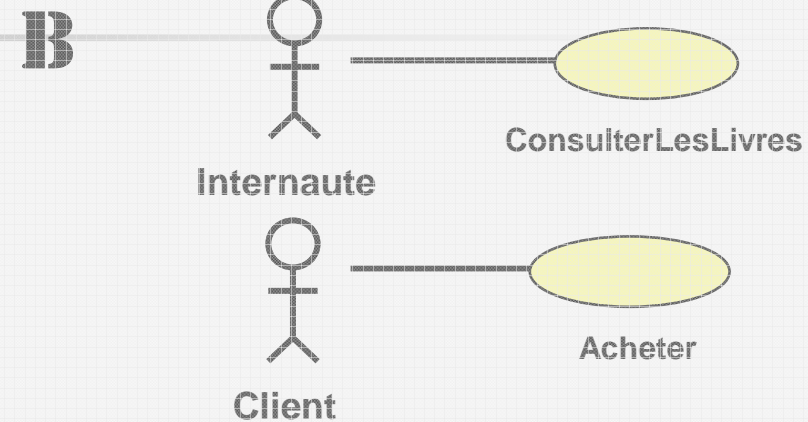 B
ConsulterLesLivres
Internaute
Acheter
Client